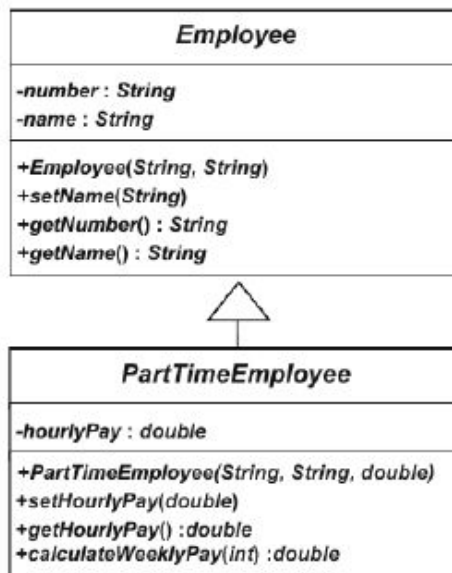 Employee
-number : String
-name : String
+Employee(String, String)
+setName(String)
+getNumber() : String
+getName() : String
PartTimeEmployee
-hourlyPay : double
+PartTimeEmployee(String, String, double)
+setHourlyPay(double)
+getHourlyPay() :double
+calculateWeeklyPay(int) :double